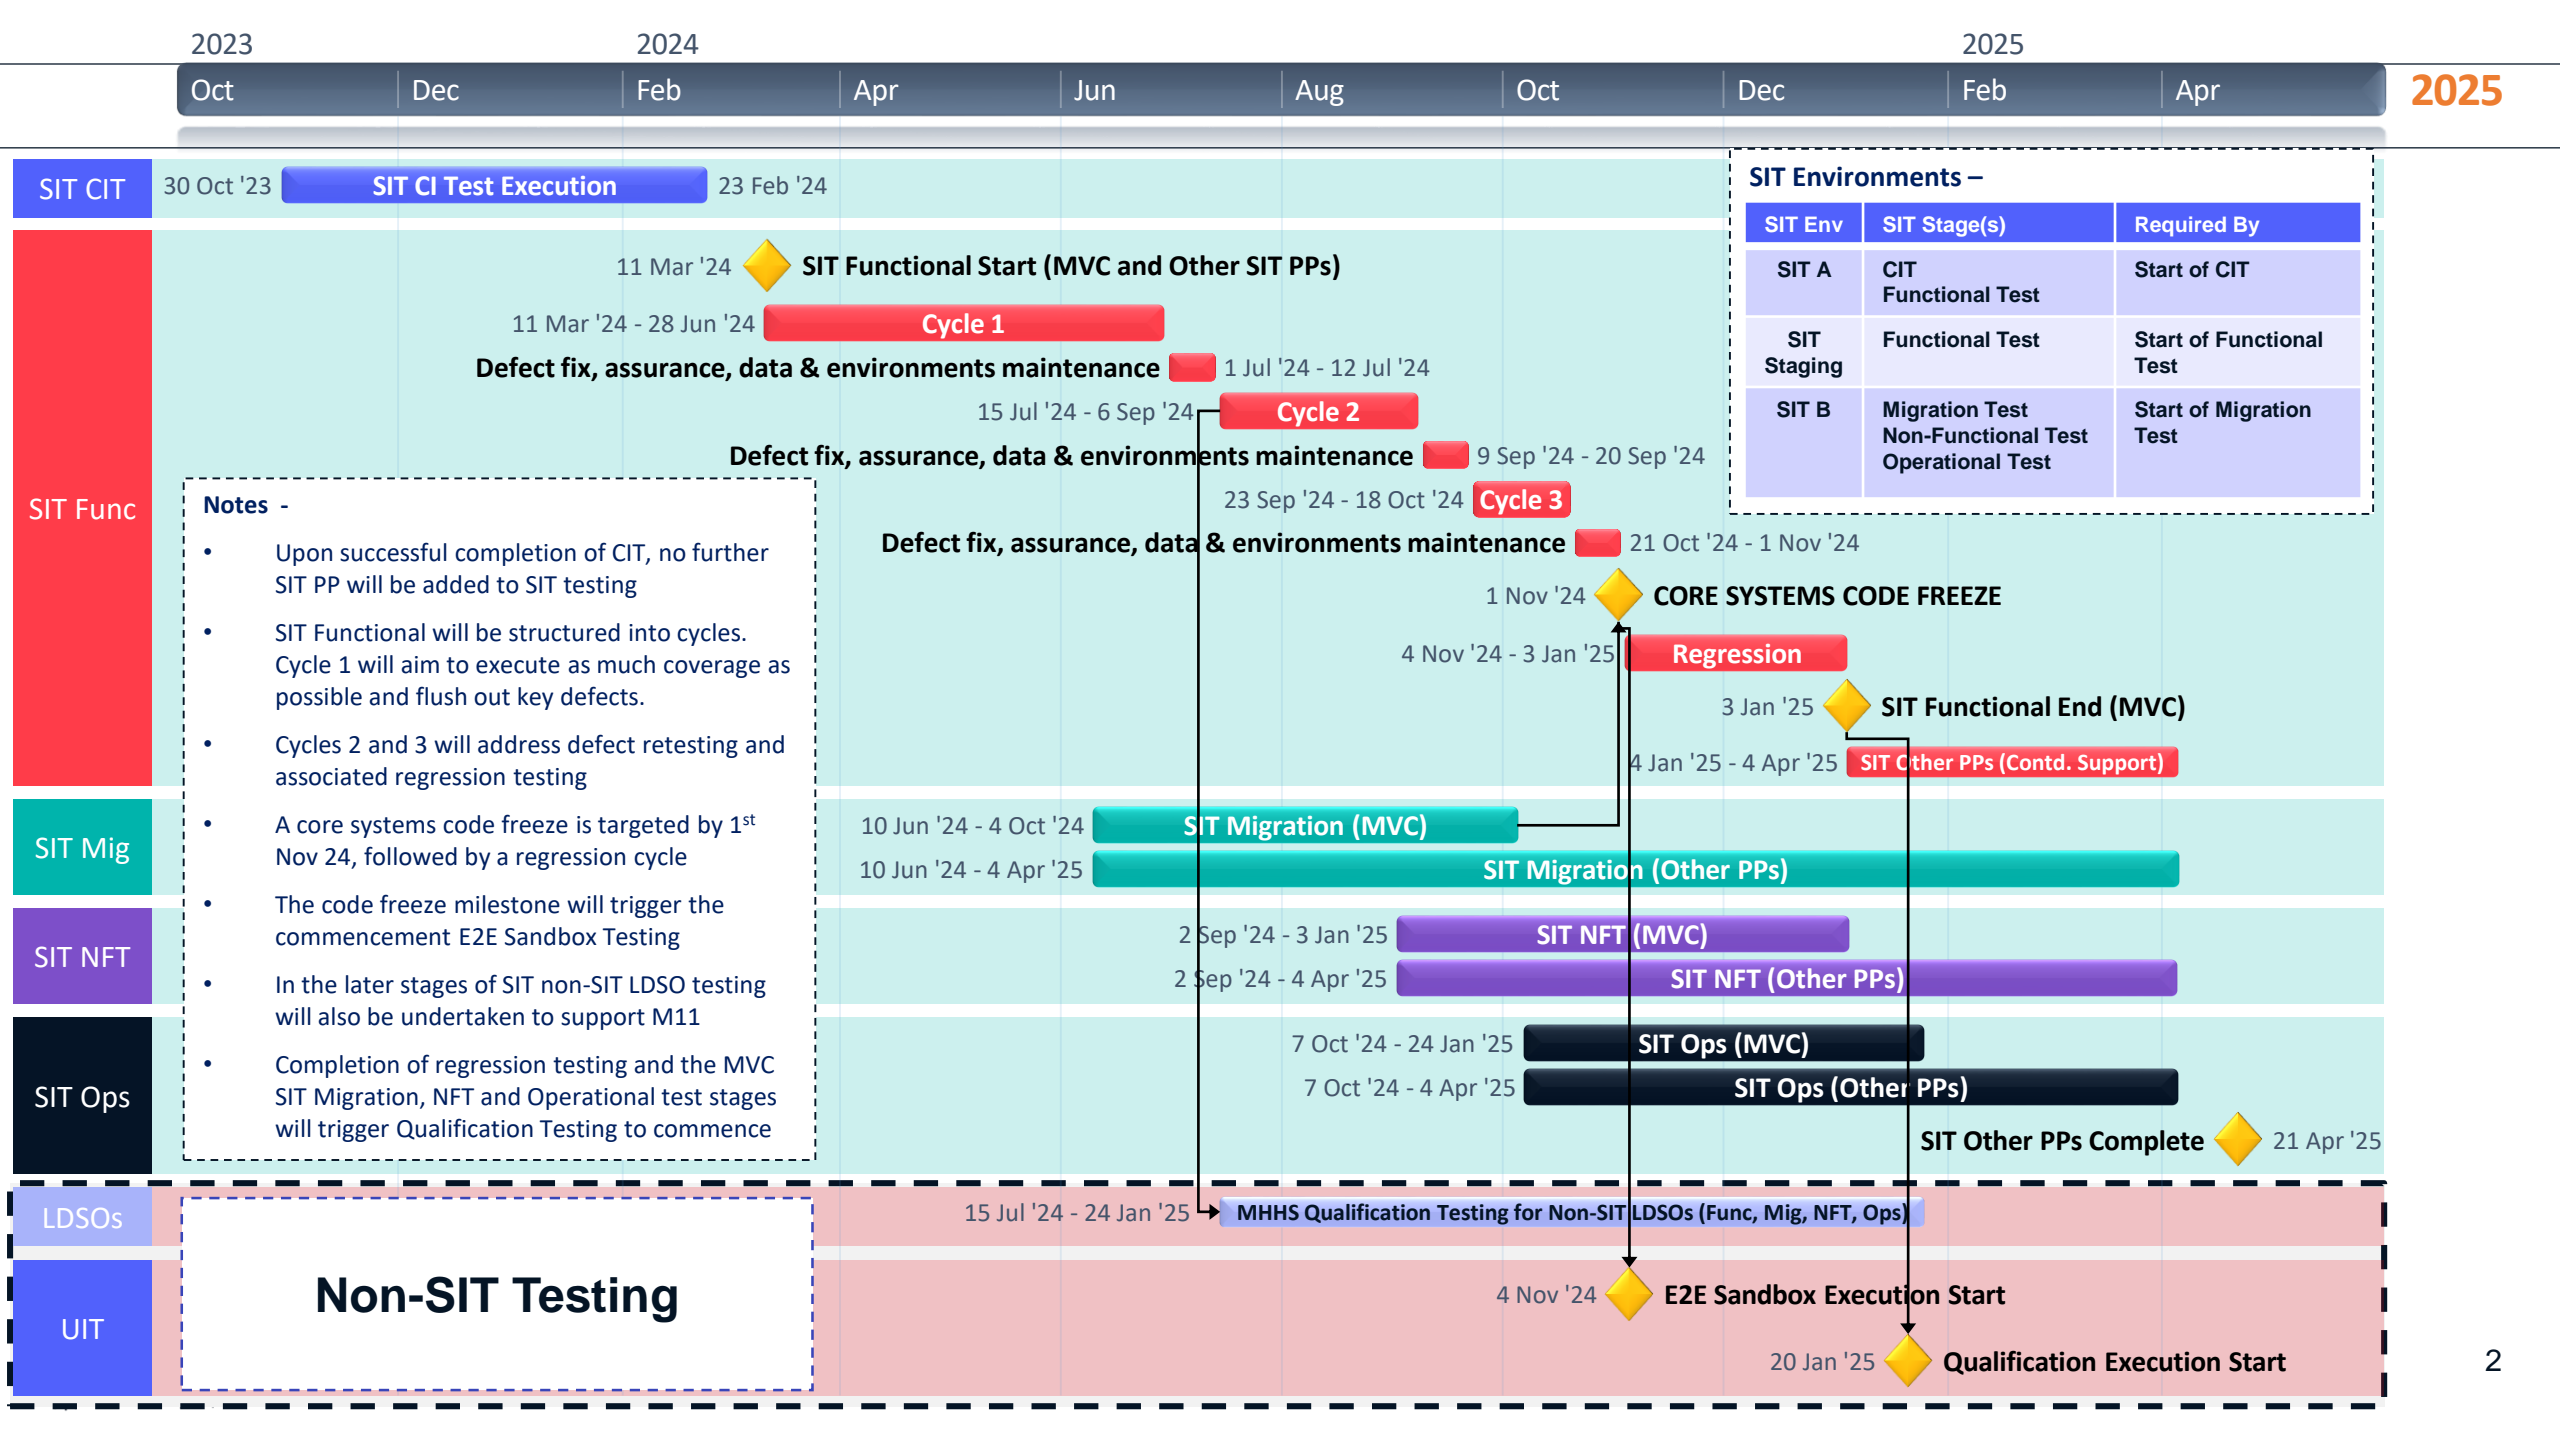 2023
2024
2025
Oct
Dec
Feb
Apr
Jun
Aug
Oct
Dec
Feb
Apr
2025
SIT CIT
30 Oct '23
SIT CI Test Execution
23 Feb '24
SIT Func
11 Mar '24
SIT Functional Start (MVC and Other SIT PPs)
11 Mar '24 - 28 Jun '24
Cycle 1
Defect fix, assurance, data & environments maintenance
1 Jul '24 - 12 Jul '24
15 Jul '24 - 6 Sep '24
Cycle 2
Defect fix, assurance, data & environments maintenance
9 Sep '24 - 20 Sep '24
23 Sep '24 - 18 Oct '24
Cycle 3
Defect fix, assurance, data & environments maintenance
21 Oct '24 - 1 Nov '24
1 Nov '24
CORE SYSTEMS CODE FREEZE
4 Nov '24 - 3 Jan '25
Regression
3 Jan '25
SIT Functional End (MVC)
4 Jan '25 - 4 Apr '25
SIT Other PPs (Contd. Support)
SIT Environments –
SIT Env
SIT Stage(s)
Required By
SIT A
CIT
Functional Test
Start of CIT
SIT
Staging
Functional Test
Start of Functional
Test
SIT B
Migration Test
Non-Functional Test
Operational Test
Start of Migration
Test
Notes -
• Upon successful completion of CIT, no further
SIT PP will be added to SIT testing
• SIT Functional will be structured into cycles.
Cycle 1 will aim to execute as much coverage as
possible and flush out key defects.
• Cycles 2 and 3 will address defect retesting and
associated regression testing
• A core systems code freeze is targeted by 1st
Nov 24, followed by a regression cycle
• The code freeze milestone will trigger the
commencement E2E Sandbox Testing
• In the later stages of SIT non-SIT LDSO testing
will also be undertaken to support M11
• Completion of regression testing and the MVC
SIT Migration, NFT and Operational test stages
will trigger Qualification Testing to commence
SIT Mig
10 Jun '24 - 4 Oct '24
SIT Migration (MVC)
10 Jun '24 - 4 Apr '25
SIT Migration (Other PPs)
SIT NFT
2 Sep '24 - 3 Jan '25
SIT NFT (MVC)
2 Sep '24 - 4 Apr '25
SIT NFT (Other PPs)
SIT Ops
7 Oct '24 - 24 Jan '25
SIT Ops (MVC)
7 Oct '24 - 4 Apr '25
SIT Ops (Other PPs)
SIT Other PPs Complete
21 Apr '25
LDSOs
15 Jul '24 - 24 Jan '25
MHHS Qualification Testing for Non-SIT LDSOs (Func, Mig, NFT, Ops)
Non-SIT Testing
UIT
4 Nov '24
E2E Sandbox Execution Start
20 Jan '25
Qualification Execution Start
2